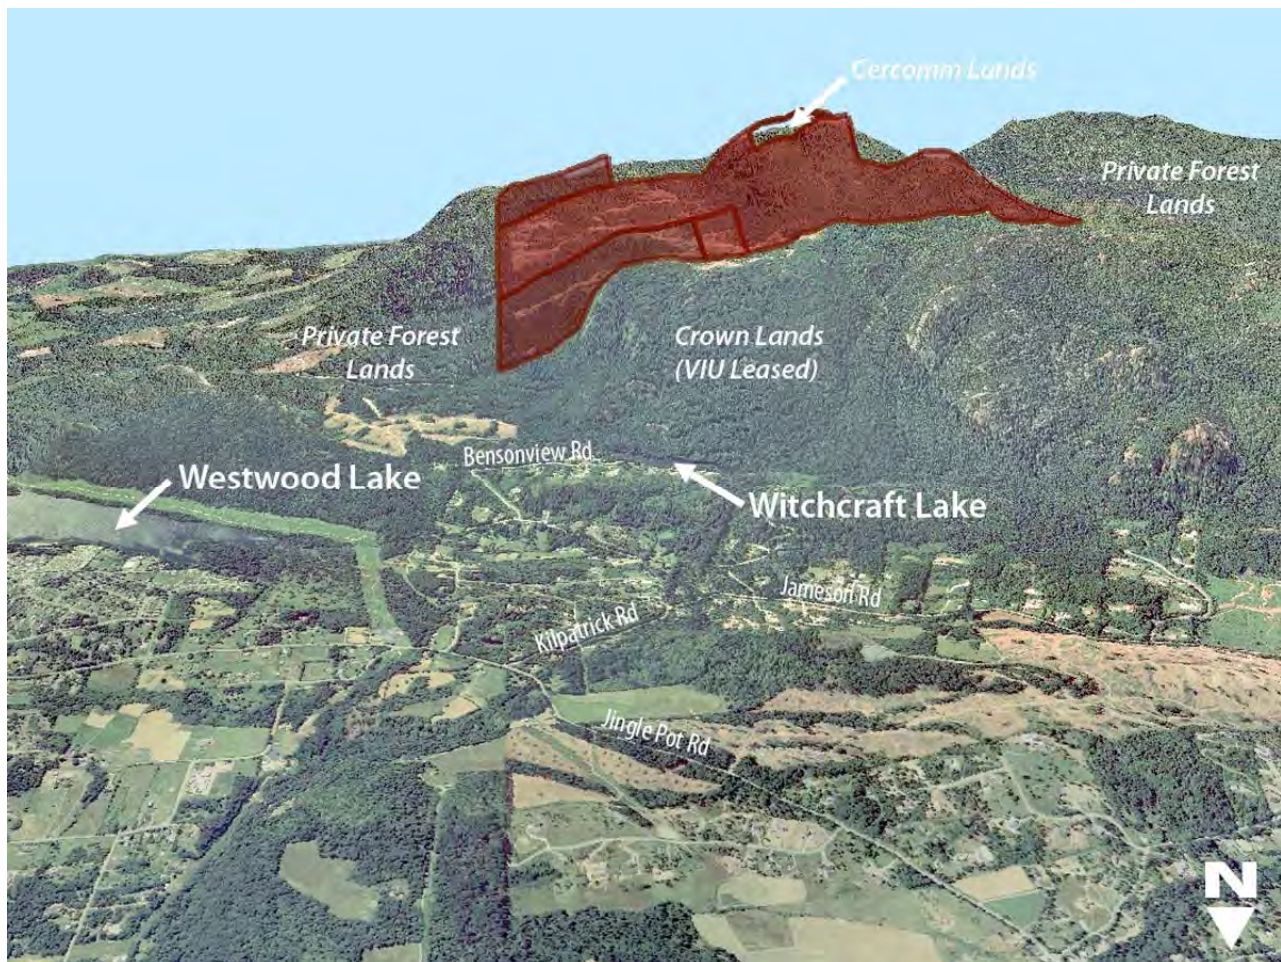 Cercomm Lands
Private Forest
Lands
Private Forest
Lands
Crown Lands
(VIU Leased)
Bensonview Rd
Westwood Lake
Witchcraft Lake
Jameson Rd
Kilpatrick Rd
Jingle Pot Rd
N